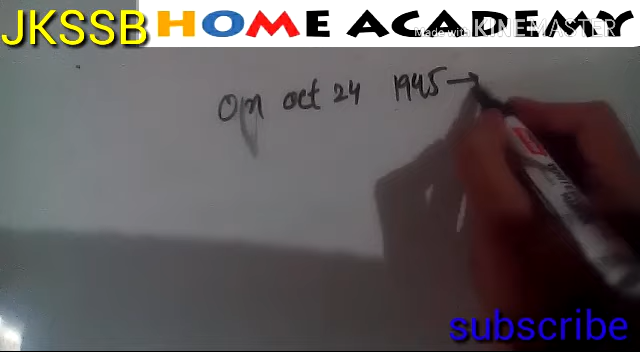 JKSSB HOME ACADEMY
Made with KINEMASTER
On oct 24 1945 →
subscribe